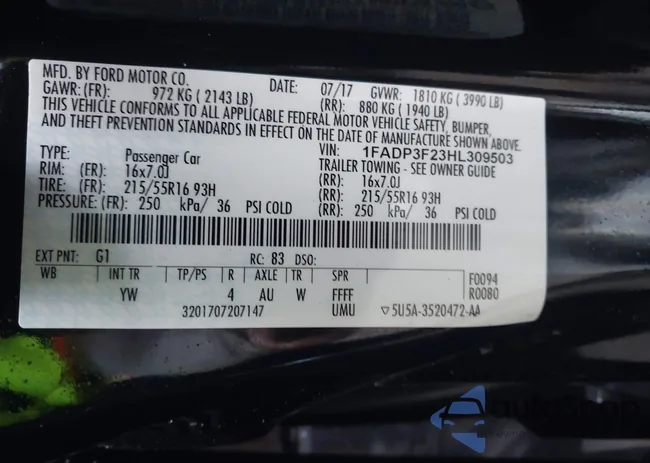 MFD. BY FORD MOTOR CO. DATE: 07/17 GVWR: 1810 KG ( 3990 LB)
GAWR: (FR): 972 KG ( 2143 LB) (RR): 880 KG ( 1940 LB)
THIS VEHICLE CONFORMS TO ALL APPLICABLE FEDERAL MOTOR VEHICLE SAFETY, BUMPER,
AND THEFT PREVENTION STANDARDS IN EFFECT ON THE DATE OF MANUFACTURE SHOWN ABOVE.
VIN: 1FADP3F23HL309503
TYPE: Passenger Car TRAILER TOWING - SEE OWNER GUIDE
RIM: (FR) 16x7.0J (RR): 16x7.0J
TIRE: (FR) 215/55R16 93H (RR): 215/55R16 93H
PRESSURE: (FR) 250 kPa/ 36 PSI COLD (RR): 250 kPa/ 36 PSI COLD
EXT PNT: G1 RC: 83 DSO:
WB INT TR TP/PS R AXLE TR SPR F0094
YW 4 AU W FFFF R0080
3201707207147 UMU ▽5U5A-3520472-AA